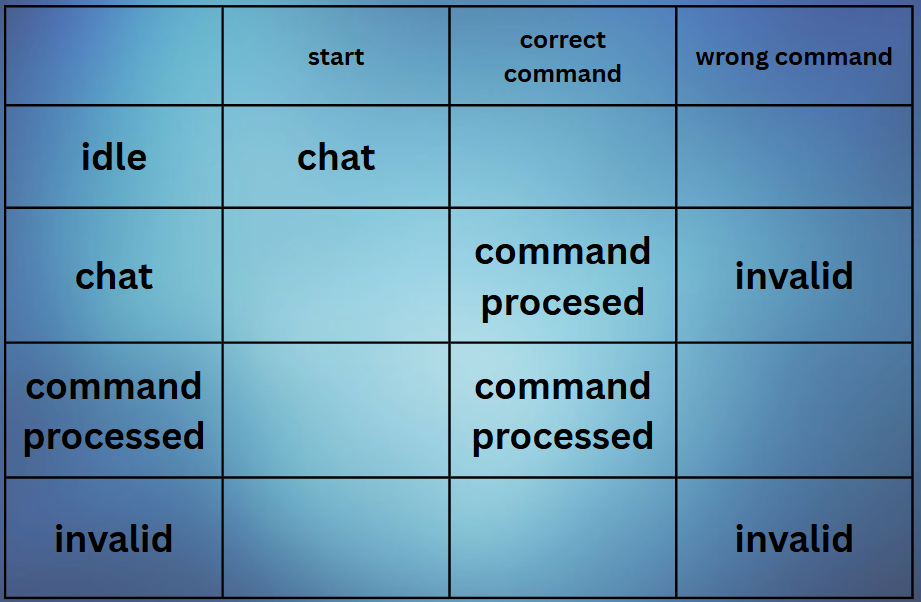 start
correct
command
wrong command
idle
chat
chat
command
procesed
invalid
command
processed
command
processed
invalid
invalid